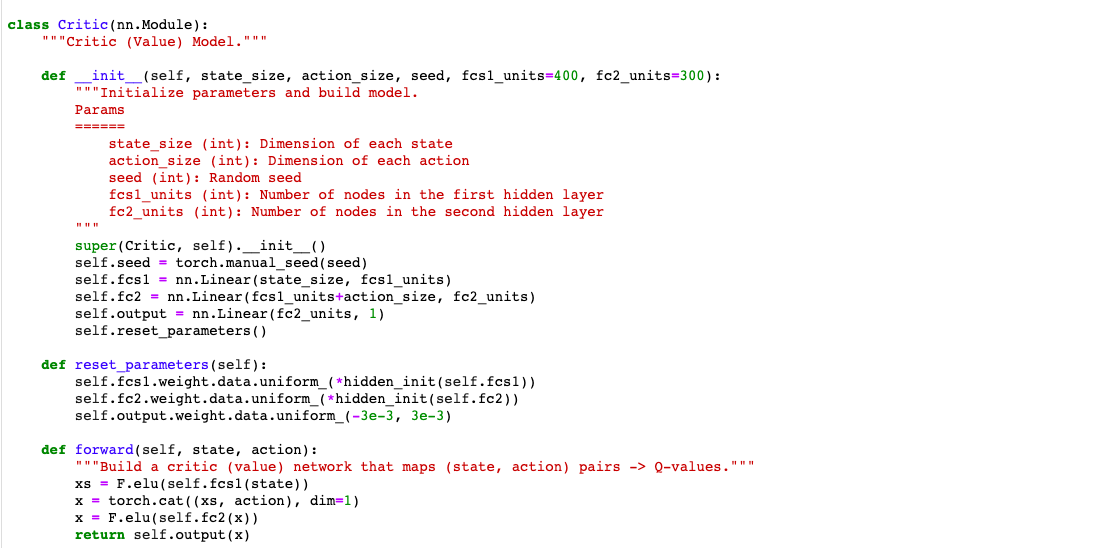 class Critic(nn.Module):
    """Critic (Value) Model."""

    def __init__(self, state_size, action_size, seed, fcs1_units=400, fc2_units=300):
        """Initialize parameters and build model.
        Params
        ======
            state_size (int): Dimension of each state
            action_size (int): Dimension of each action
            seed (int): Random seed
            fcs1_units (int): Number of nodes in the first hidden layer
            fc2_units (int): Number of nodes in the second hidden layer
        """
        super(Critic, self).__init__()
        self.seed = torch.manual_seed(seed)
        self.fcs1 = nn.Linear(state_size, fcs1_units)
        self.fc2 = nn.Linear(fcs1_units+action_size, fc2_units)
        self.output = nn.Linear(fc2_units, 1)
        self.reset_parameters()

    def reset_parameters(self):
        self.fcs1.weight.data.uniform_(*hidden_init(self.fcs1))
        self.fc2.weight.data.uniform_(*hidden_init(self.fc2))
        self.output.weight.data.uniform_(-3e-3, 3e-3)

    def forward(self, state, action):
        """Build a critic (value) network that maps (state, action) pairs -> Q-values."""
        xs = F.elu(self.fcs1(state))
        x = torch.cat((xs, action), dim=1)
        x = F.elu(self.fc2(x))
        return self.output(x)